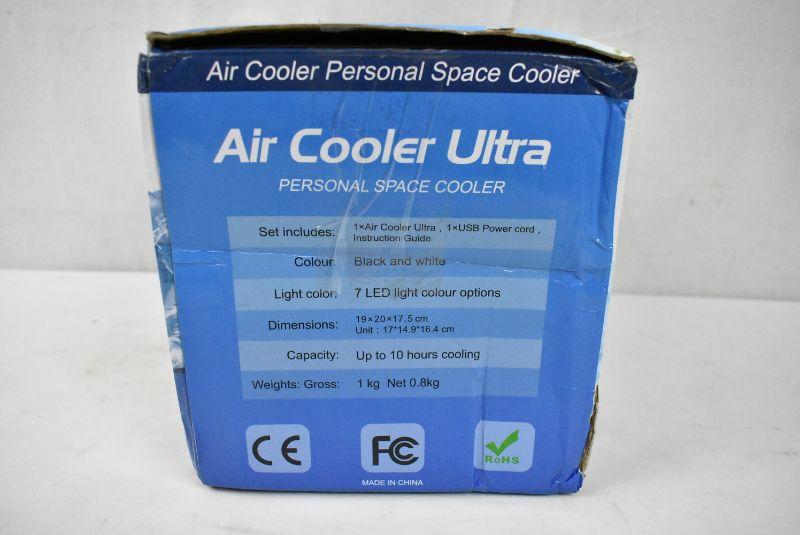 Air Cooler Personal Space Cooler
Air Cooler Ultra
PERSONAL SPACE COOLER
Set includes: 1×Air Cooler Ultra , 1×USB Power cord ,
Instruction Guide
Colour: Black and white
Light color: 7 LED light colour options
Dimensions: 19×20×17.5 cm
Unit : 17*14.9*16.4 cm
Capacity: Up to 10 hours cooling
Weights: Gross: 1 kg Net 0.8kg
CE FC RoHS
MADE IN CHINA